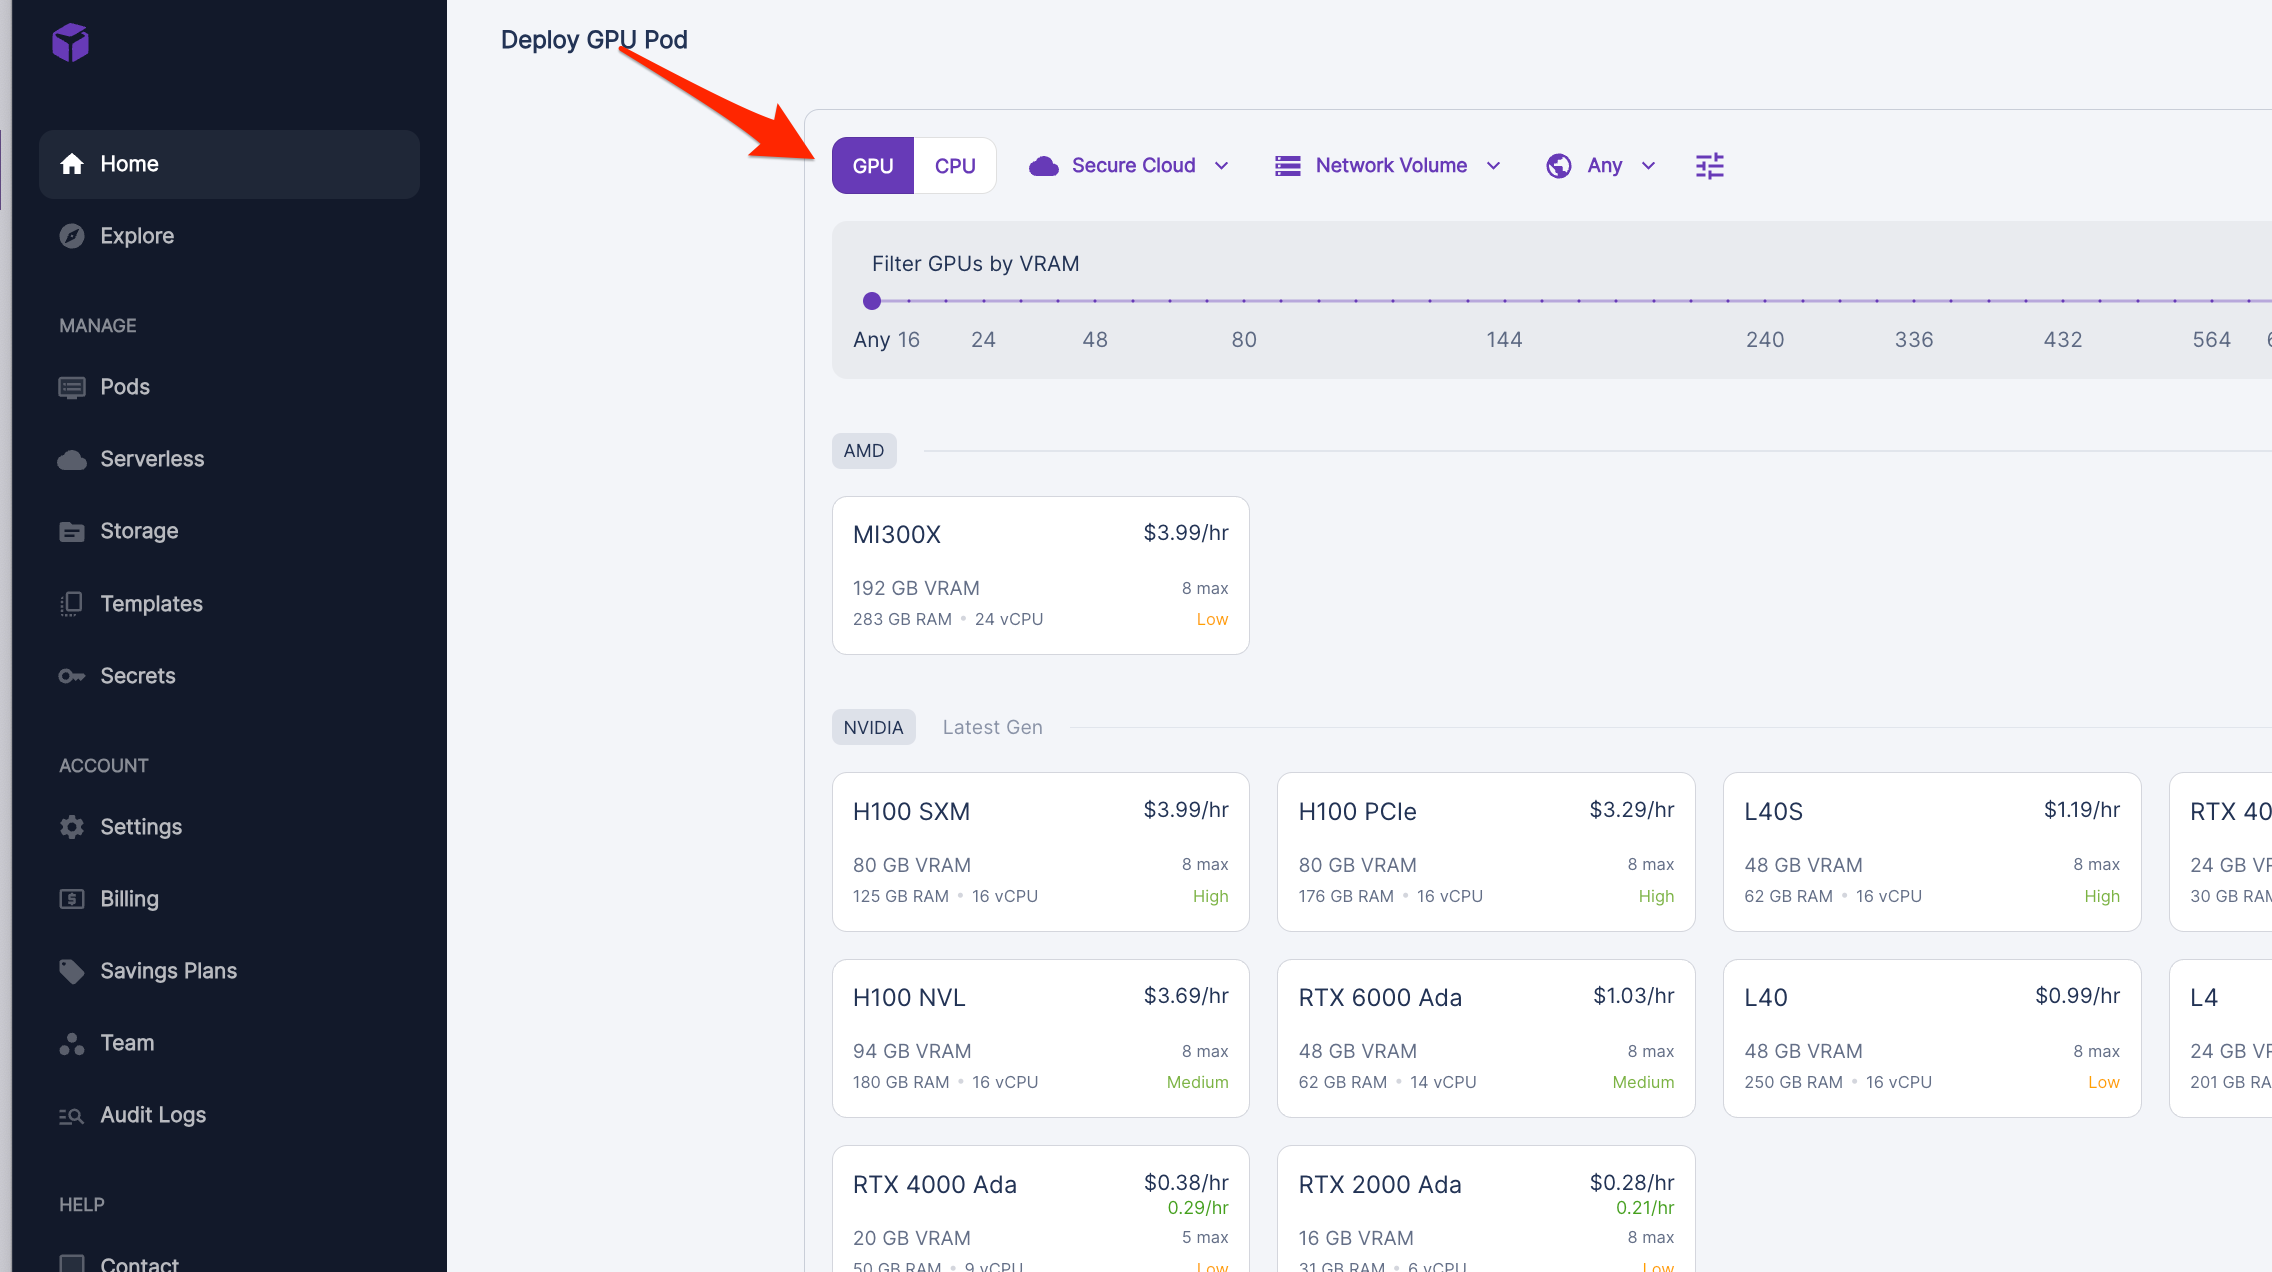 Deploy GPU Pod
Home
Explore
MANAGE
Pods
Serverless
Storage
Templates
Secrets
ACCOUNT
Settings
Billing
Savings Plans
Team
Audit Logs
HELP
Contact
GPU CPU Secure Cloud Network Volume Any
Filter GPUs by VRAM
Any 16 24 48 80 144 240 336 432 564
AMD
MI300X $3.99/hr
192 GB VRAM 8 max
283 GB RAM • 24 vCPU Low
NVIDIA Latest Gen
H100 SXM $3.99/hr
80 GB VRAM 8 max
125 GB RAM • 16 vCPU High
H100 PCIe $3.29/hr
80 GB VRAM 8 max
176 GB RAM • 16 vCPU High
L40S $1.19/hr
48 GB VRAM 8 max
62 GB RAM • 16 vCPU High
RTX 40
24 GB
30 GB RAM
H100 NVL $3.69/hr
94 GB VRAM 8 max
180 GB RAM • 16 vCPU Medium
RTX 6000 Ada $1.03/hr
48 GB VRAM 8 max
62 GB RAM • 14 vCPU Medium
L40 $0.99/hr
48 GB VRAM 8 max
250 GB RAM • 16 vCPU Low
L4
24 GB
201 GB RA
RTX 4000 Ada $0.38/hr
0.29/hr
20 GB VRAM 5 max
50 GB RAM • 9 vCPU Low
RTX 2000 Ada $0.28/hr
0.21/hr
16 GB VRAM 8 max
31 GB RAM • 6 vCPU Low